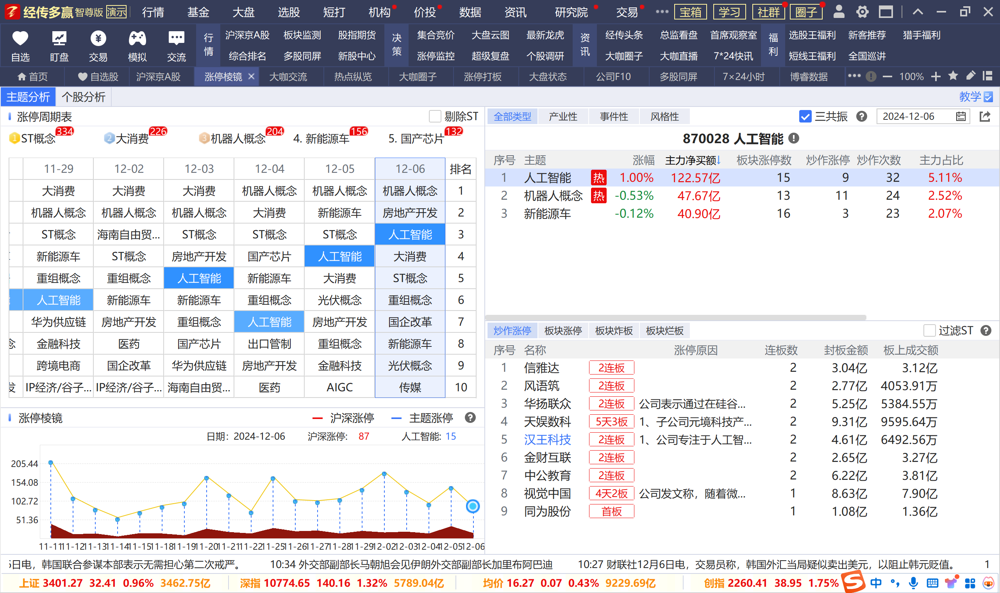 经传多赢 智尊版 演示 行情 基金 大盘 选股 短打 机构 价投 数据 资讯 研究院 交易 宝箱 学习 社群 圈子
自选 盯盘 交易 模拟 交流
行情 沪深京A股 板块监测 股指期货 决策 集合竞价 大盘云图 最新龙虎 资讯 经传头条 总监看盘 首席观察室 福利 选股王福利 新客推荐 猎手福利
综合排名 多股同屏 新股中心 涨停监控 超级复盘 个股调研 大咖圈子 大咖直播 7*24快讯 短线王福利 全国巡讲
首页 自选股 沪深京A股 涨停棱镜 大咖交流 热点纵览 大咖圈子 涨停打板 大盘状态 公司F10 多股同屏 7×24小时 博睿数据 100%
主题分析 个股分析 教学
涨停周期表 剔除ST
1 ST概念 334 2 大消费 226 3 机器人概念 204 4. 新能源车 156 5. 国产芯片 132
11-29 12-02 12-03 12-04 12-05 12-06 排名
大消费 大消费 大消费 机器人概念 机器人概念 机器人概念 1
机器人概念 机器人概念 机器人概念 大消费 新能源车 房地产开发 2
ST概念 海南自由贸... ST概念 ST概念 ST概念 人工智能 3
新能源车 ST概念 房地产开发 国产芯片 人工智能 大消费 4
重组概念 重组概念 人工智能 新能源车 大消费 ST概念 5
人工智能 新能源车 新能源车 重组概念 光伏概念 重组概念 6
华为供应链 房地产开发 重组概念 人工智能 房地产开发 国企改革 7
念 金融科技 医药 国产芯片 出口管制 重组概念 新能源车 8
跨境电商 国企改革 华为供应链 房地产开发 金融科技 光伏概念 9
发 IP经济/谷子... IP经济/谷子... 海南自由贸... 医药 AIGC 传媒 10
涨停棱镜 沪深涨停 主题涨停
日期: 2024-12-06 沪深涨停: 87 人工智能: 15
205.44
154.08
102.72
51.36
11-11 11-12 11-13 11-14 11-15 11-18 11-19 11-20 11-21 11-22 11-25 11-26 11-27 11-28 11-29 12-02 12-03 12-04 12-05 12-06
全部类型 产业性 事件性 风格性 三共振 2024-12-06
870028 人工智能
序号 主题 涨幅 主力净买额↓ 板块涨停数 炒作涨停 炒作次数 主力占比
1 人工智能 热 1.00% 122.57亿 15 9 32 5.11%
2 机器人概念 热 -0.53% 47.67亿 13 11 24 2.52%
3 新能源车 -0.12% 40.90亿 16 3 23 2.07%
炒作涨停 板块涨停 板块炸板 板块烂板 过滤ST
序号 名称 涨停原因 连板数 封板金额 板上成交额
1 信雅达 2连板 2 3.04亿 3.12亿
2 风语筑 2连板 2 2.77亿 4053.91万
3 华扬联众 2连板 公司表示通过在硅谷... 2 5.25亿 5384.55万
4 天娱数科 5天3板 1、子公司元境科技产... 2 9.31亿 9595.64万
5 汉王科技 2连板 1、公司专注于人工智... 2 4.61亿 6492.56万
6 金财互联 2连板 2 2.65亿 3.27亿
7 中公教育 2连板 2 6.22亿 3.81亿
8 视觉中国 4天2板 公司发文称，随着微... 1 8.63亿 7.90亿
9 同为股份 首板 1 1.08亿 1.36亿
日电，韩国联合参谋本部表示无需担心第二次戒严。 10:34 外交部副部长马朝旭会见伊朗外交部副部长加里布阿巴迪 10:27 财联社12月6日电，交易员称，韩国外汇当局疑似卖出美元，以阻止韩元贬值。 1
上证 3401.27 32.41 0.96% 3462.75亿 深指 10774.65 140.16 1.32% 5789.04亿 均价 16.27 0.07 0.43% 9229.69亿 创指 2260.41 38.95 1.75% 中